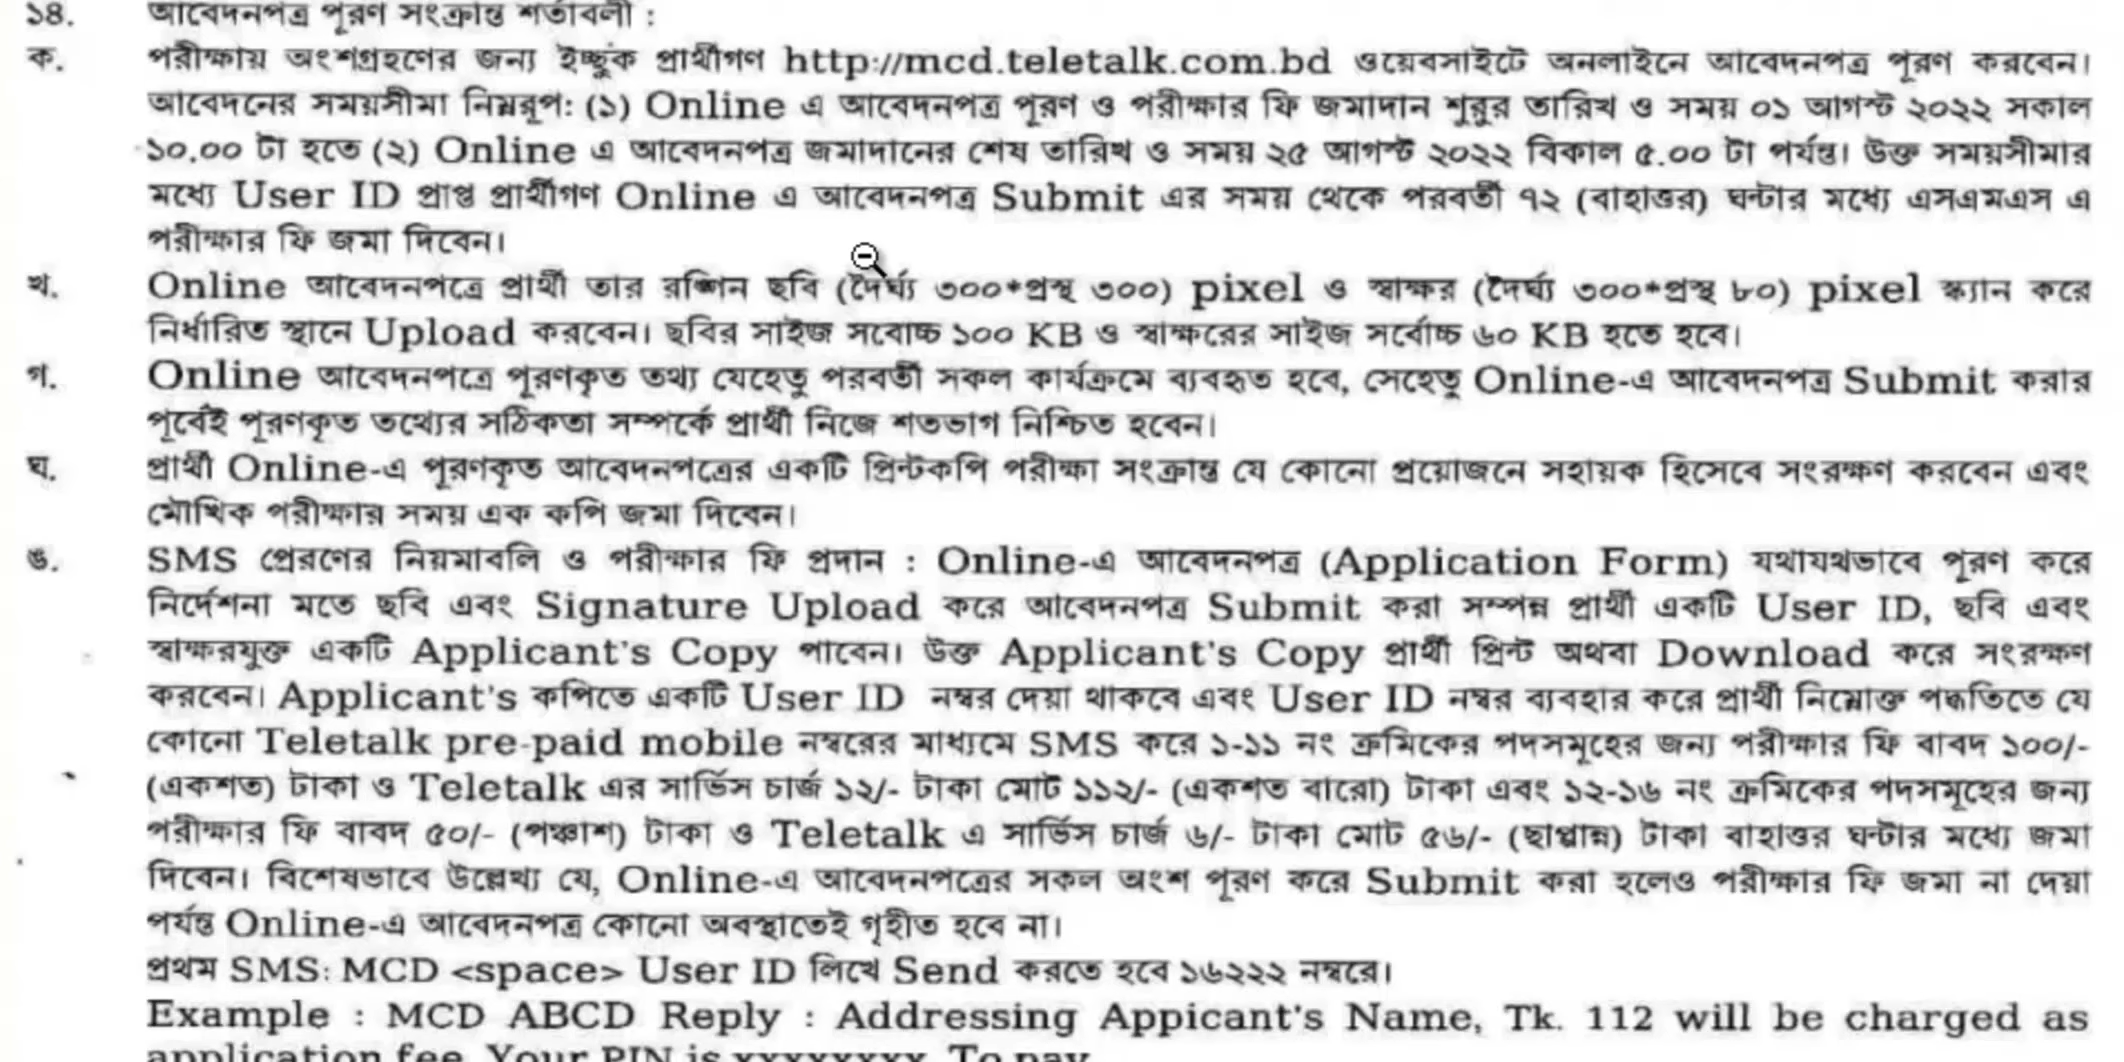 ১৪. আবেদনপত্র পূরণ সংক্রান্ত শর্তাবলী :
ক. পরীক্ষায় অংশগ্রহণের জন্য ইচ্ছুক প্রার্থীগণ http://mcd.teletalk.com.bd ওয়েবসাইটে অনলাইনে আবেদনপত্র পূরণ করবেন।
আবেদনের সময়সীমা নিম্নরূপ: (১) Online এ আবেদনপত্র পূরণ ও পরীক্ষার ফি জমাদান শুরুর তারিখ ও সময় ০১ আগস্ট ২০২২ সকাল
১০.০০ টা হতে (২) Online এ আবেদনপত্র জমাদানের শেষ তারিখ ও সময় ২৫ আগস্ট ২০২২ বিকাল ৫.০০ টা পর্যন্ত। উক্ত সময়সীমার
মধ্যে User ID প্রাপ্ত প্রার্থীগণ Online এ আবেদনপত্র Submit এর সময় থেকে পরবর্তী ৭২ (বাহাত্তর) ঘন্টার মধ্যে এসএমএস এ
পরীক্ষার ফি জমা দিবেন।
খ. Online আবেদনপত্রে প্রার্থী তার রঙ্গিন ছবি (দৈর্ঘ্য ৩০০*প্রস্থ ৩০০) pixel ও স্বাক্ষর (দৈর্ঘ্য ৩০০*প্রস্থ ৮০) pixel স্ক্যান করে
নির্ধারিত স্থানে Upload করবেন। ছবির সাইজ সবোচ্চ ১০০ KB ও স্বাক্ষরের সাইজ সর্বোচ্চ ৬০ KB হতে হবে।
গ. Online আবেদনপত্রে পূরণকৃত তথ্য যেহেতু পরবর্তী সকল কার্যক্রমে ব্যবহৃত হবে, সেহেতু Online-এ আবেদনপত্র Submit করার
পূর্বেই পূরণকৃত তথ্যের সঠিকতা সম্পর্কে প্রার্থী নিজে শতভাগ নিশ্চিত হবেন।
ঘ. প্রার্থী Online-এ পূরণকৃত আবেদনপত্রের একটি প্রিন্টকপি পরীক্ষা সংক্রান্ত যে কোনো প্রয়োজনে সহায়ক হিসেবে সংরক্ষণ করবেন এবং
মৌখিক পরীক্ষার সময় এক কপি জমা দিবেন।
ঙ. SMS প্রেরণের নিয়মাবলি ও পরীক্ষার ফি প্রদান : Online-এ আবেদনপত্র (Application Form) যথাযথভাবে পূরণ করে
নির্দেশনা মতে ছবি এবং Signature Upload করে আবেদনপত্র Submit করা সম্পন্ন প্রার্থী একটি User ID, ছবি এবং
স্বাক্ষরযুক্ত একটি Applicant's Copy পাবেন। উক্ত Applicant's Copy প্রার্থী প্রিন্ট অথবা Download করে সংরক্ষণ
করবেন। Applicant's কপিতে একটি User ID নম্বর দেয়া থাকবে এবং User ID নম্বর ব্যবহার করে প্রার্থী নিম্নোক্ত পদ্ধতিতে যে
কোনো Teletalk pre-paid mobile নম্বরের মাধ্যমে SMS করে ১-১১ নং ক্রমিকের পদসমূহের জন্য পরীক্ষার ফি বাবদ ১০০/-
(একশত) টাকা ও Teletalk এর সার্ভিস চার্জ ১২/- টাকা মোট ১১২/- (একশত বারো) টাকা এবং ১২-১৬ নং ক্রমিকের পদসমূহের জন্য
পরীক্ষার ফি বাবদ ৫০/- (পঞ্চাশ) টাকা ও Teletalk এ সার্ভিস চার্জ ৬/- টাকা মোট ৫৬/- (ছাপ্পান্ন) টাকা বাহাত্তর ঘন্টার মধ্যে জমা
দিবেন। বিশেষভাবে উল্লেখ্য যে, Online-এ আবেদনপত্রের সকল অংশ পূরণ করে Submit করা হলেও পরীক্ষার ফি জমা না দেয়া
পর্যন্ত Online-এ আবেদনপত্র কোনো অবস্থাতেই গৃহীত হবে না।
প্রথম SMS: MCD <space> User ID লিখে Send করতে হবে ১৬২২২ নম্বরে।
Example : MCD ABCD Reply : Addressing Appicant's Name, Tk. 112 will be charged as
application fee. Your PIN is xxxxxxxx. To pay